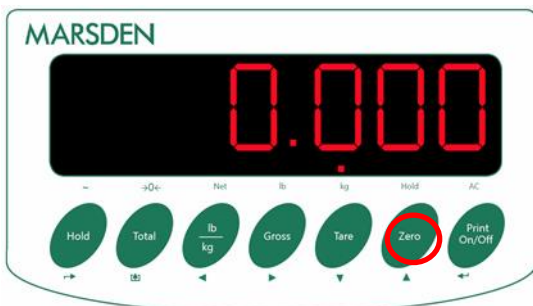 MARSDEN
0.000
~ →0← Net lb kg Hold AC
Hold Total lb/kg Gross Tare Zero Print On/Off